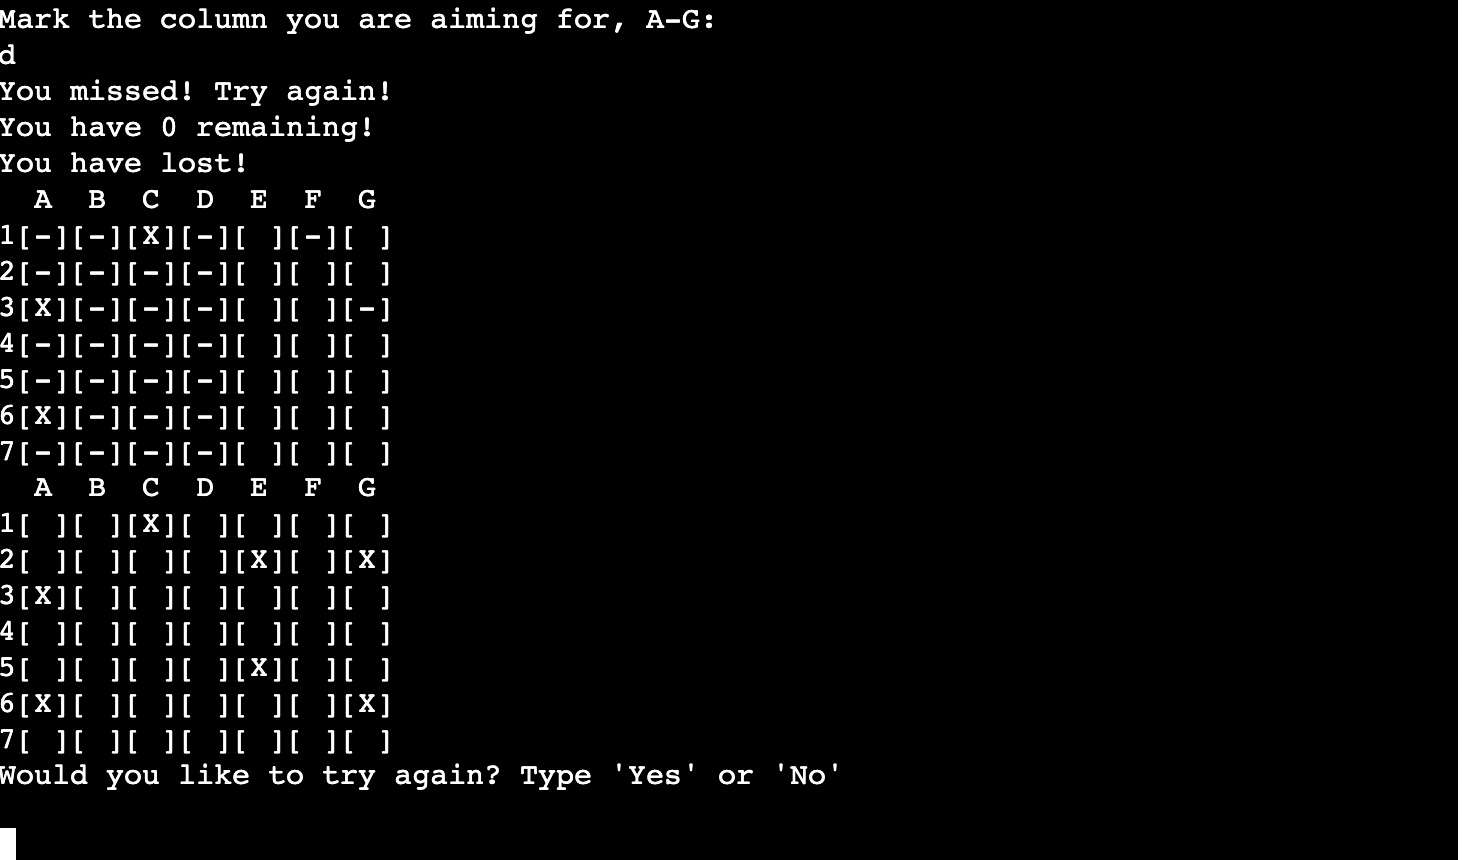 Mark the column you are aiming for, A-G:
d
You missed! Try again!
You have 0 remaining!
You have lost!
  A  B  C  D  E  F  G
1[-][-][X][-][ ][-][ ]
2[-][-][-][-][ ][ ][ ]
3[X][-][-][-][ ][ ][-]
4[-][-][-][-][ ][ ][ ]
5[-][-][-][-][ ][ ][ ]
6[X][-][-][-][ ][ ][ ]
7[-][-][-][-][ ][ ][ ]
  A  B  C  D  E  F  G
1[ ][ ][X][ ][ ][ ][ ]
2[ ][ ][ ][ ][X][ ][X]
3[X][ ][ ][ ][ ][ ][ ]
4[ ][ ][ ][ ][ ][ ][ ]
5[ ][ ][ ][ ][X][ ][ ]
6[X][ ][ ][ ][ ][ ][X]
7[ ][ ][ ][ ][ ][ ][ ]
Would you like to try again? Type 'Yes' or 'No'